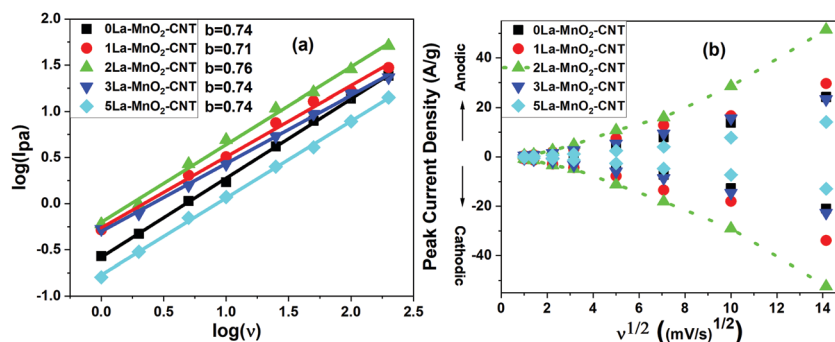 (a)
0La-MnO₂-CNT b=0.74
1La-MnO₂-CNT b=0.71
2La-MnO₂-CNT b=0.76
3La-MnO₂-CNT b=0.74
5La-MnO₂-CNT b=0.74
log(Ipa)
2.0
1.5
1.0
0.5
0.0
-0.5
-1.0
0.0 0.5 1.0 1.5 2.0 2.5
log(ν)
(b)
0La-MnO₂-CNT
1La-MnO₂-CNT
2La-MnO₂-CNT
3La-MnO₂-CNT
5La-MnO₂-CNT
Peak Current Density (A/g)
Cathodic
Anodic
40
20
0
-20
-40
0 2 4 6 8 10 12 14
ν^1/2 ((mV/s)^1/2)